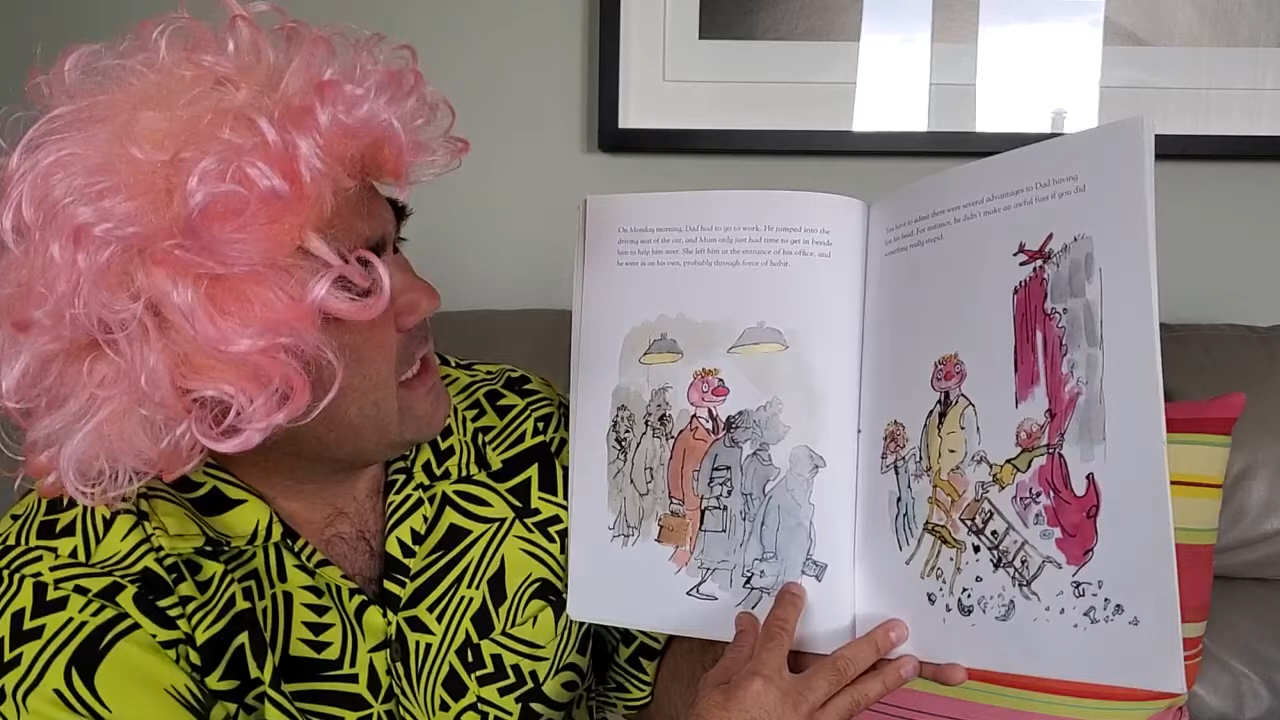 On Monday morning, Dad had to go to work. He jumped into the
driving seat of the car, and Mum only just had time to get in beside
him to help him steer. She left him at the entrance of his office, and
he went in on his own, probably through force of habit.
You have to admit there were several advantages to Dad having
lost his head. For instance, he didn't make an awful fuss if you did
something really stupid.